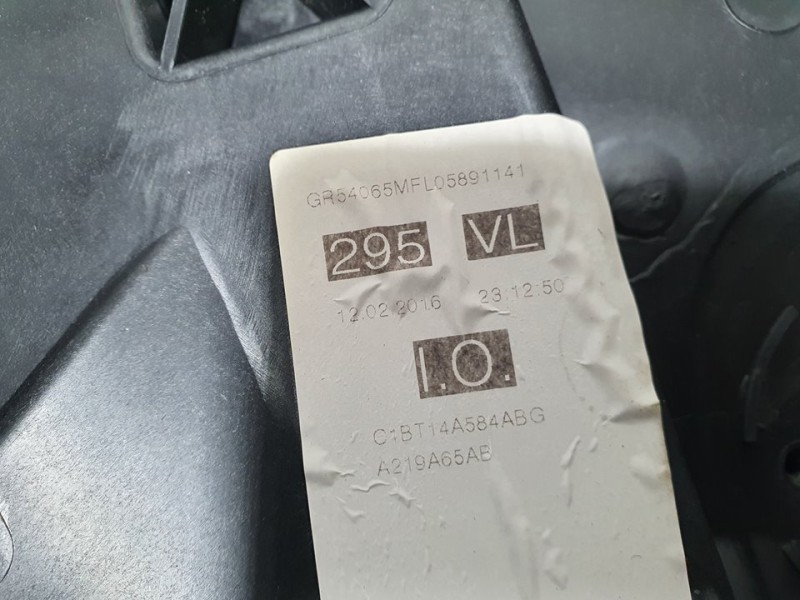 GR54065MFL05891141
295 VL
12.02.2016 23:12:50
I.O.
C1BT14A584ABG
A219A65AB